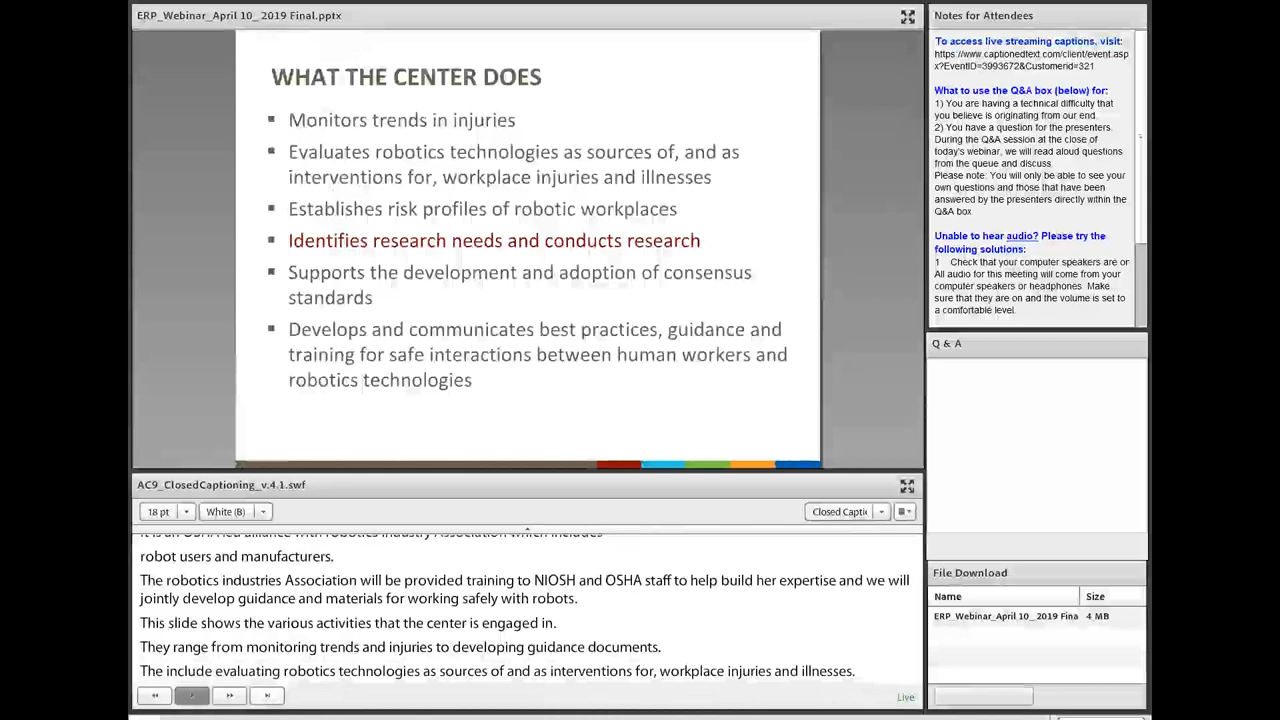 ERP_Webinar_April 10_ 2019 Final.pptx
WHAT THE CENTER DOES
Monitors trends in injuries
Evaluates robotics technologies as sources of, and as
interventions for, workplace injuries and illnesses
Establishes risk profiles of robotic workplaces
Identifies research needs and conducts research
Supports the development and adoption of consensus
standards
Develops and communicates best practices, guidance and
training for safe interactions between human workers and
robotics technologies
AC9_ClosedCaptioning_v.4.1.swf
18 pt
White (B)
Closed Captic
It is an OSHA led alliance with robotics industry Association which includes
robot users and manufacturers.
The robotics industries Association will be provided training to NIOSH and OSHA staff to help build her expertise and we will
jointly develop guidance and materials for working safely with robots.
This slide shows the various activities that the center is engaged in.
They range from monitoring trends and injuries to developing guidance documents.
The include evaluating robotics technologies as sources of and as interventions for, workplace injuries and illnesses.
Live
Notes for Attendees
To access live streaming captions, visit:
https://www.captionedtext.com/client/event.asp
x?EventID=3993672&Customerid=321
What to use the Q&A box (below) for:
1) You are having a technical difficulty that
you believe is originating from our end.
2) You have a question for the presenters.
During the Q&A session at the close of
today's webinar, we will read aloud questions
from the queue and discuss.
Please note: You will only be able to see your
own questions and those that have been
answered by the presenters directly within the
Q&A box
Unable to hear audio? Please try the
following solutions:
1 Check that your computer speakers are or
All audio for this meeting will come from your
computer speakers or headphones. Make
sure that they are on and the volume is set to
a comfortable level.
Q & A
File Download
Name Size
ERP_Webinar_April 10_ 2019 Fina 4 MB